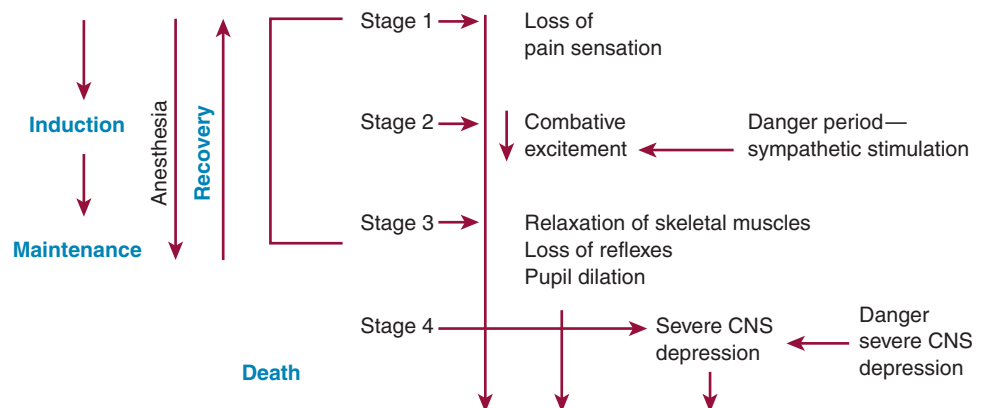 Stage 1
Loss of
pain sensation
Induction
Anesthesia
Recovery
Stage 2
Combative
excitement
Danger period—
sympathetic stimulation
Maintenance
Stage 3
Relaxation of skeletal muscles
Loss of reflexes
Pupil dilation
Stage 4
Severe CNS
depression
Danger
severe CNS
depression
Death